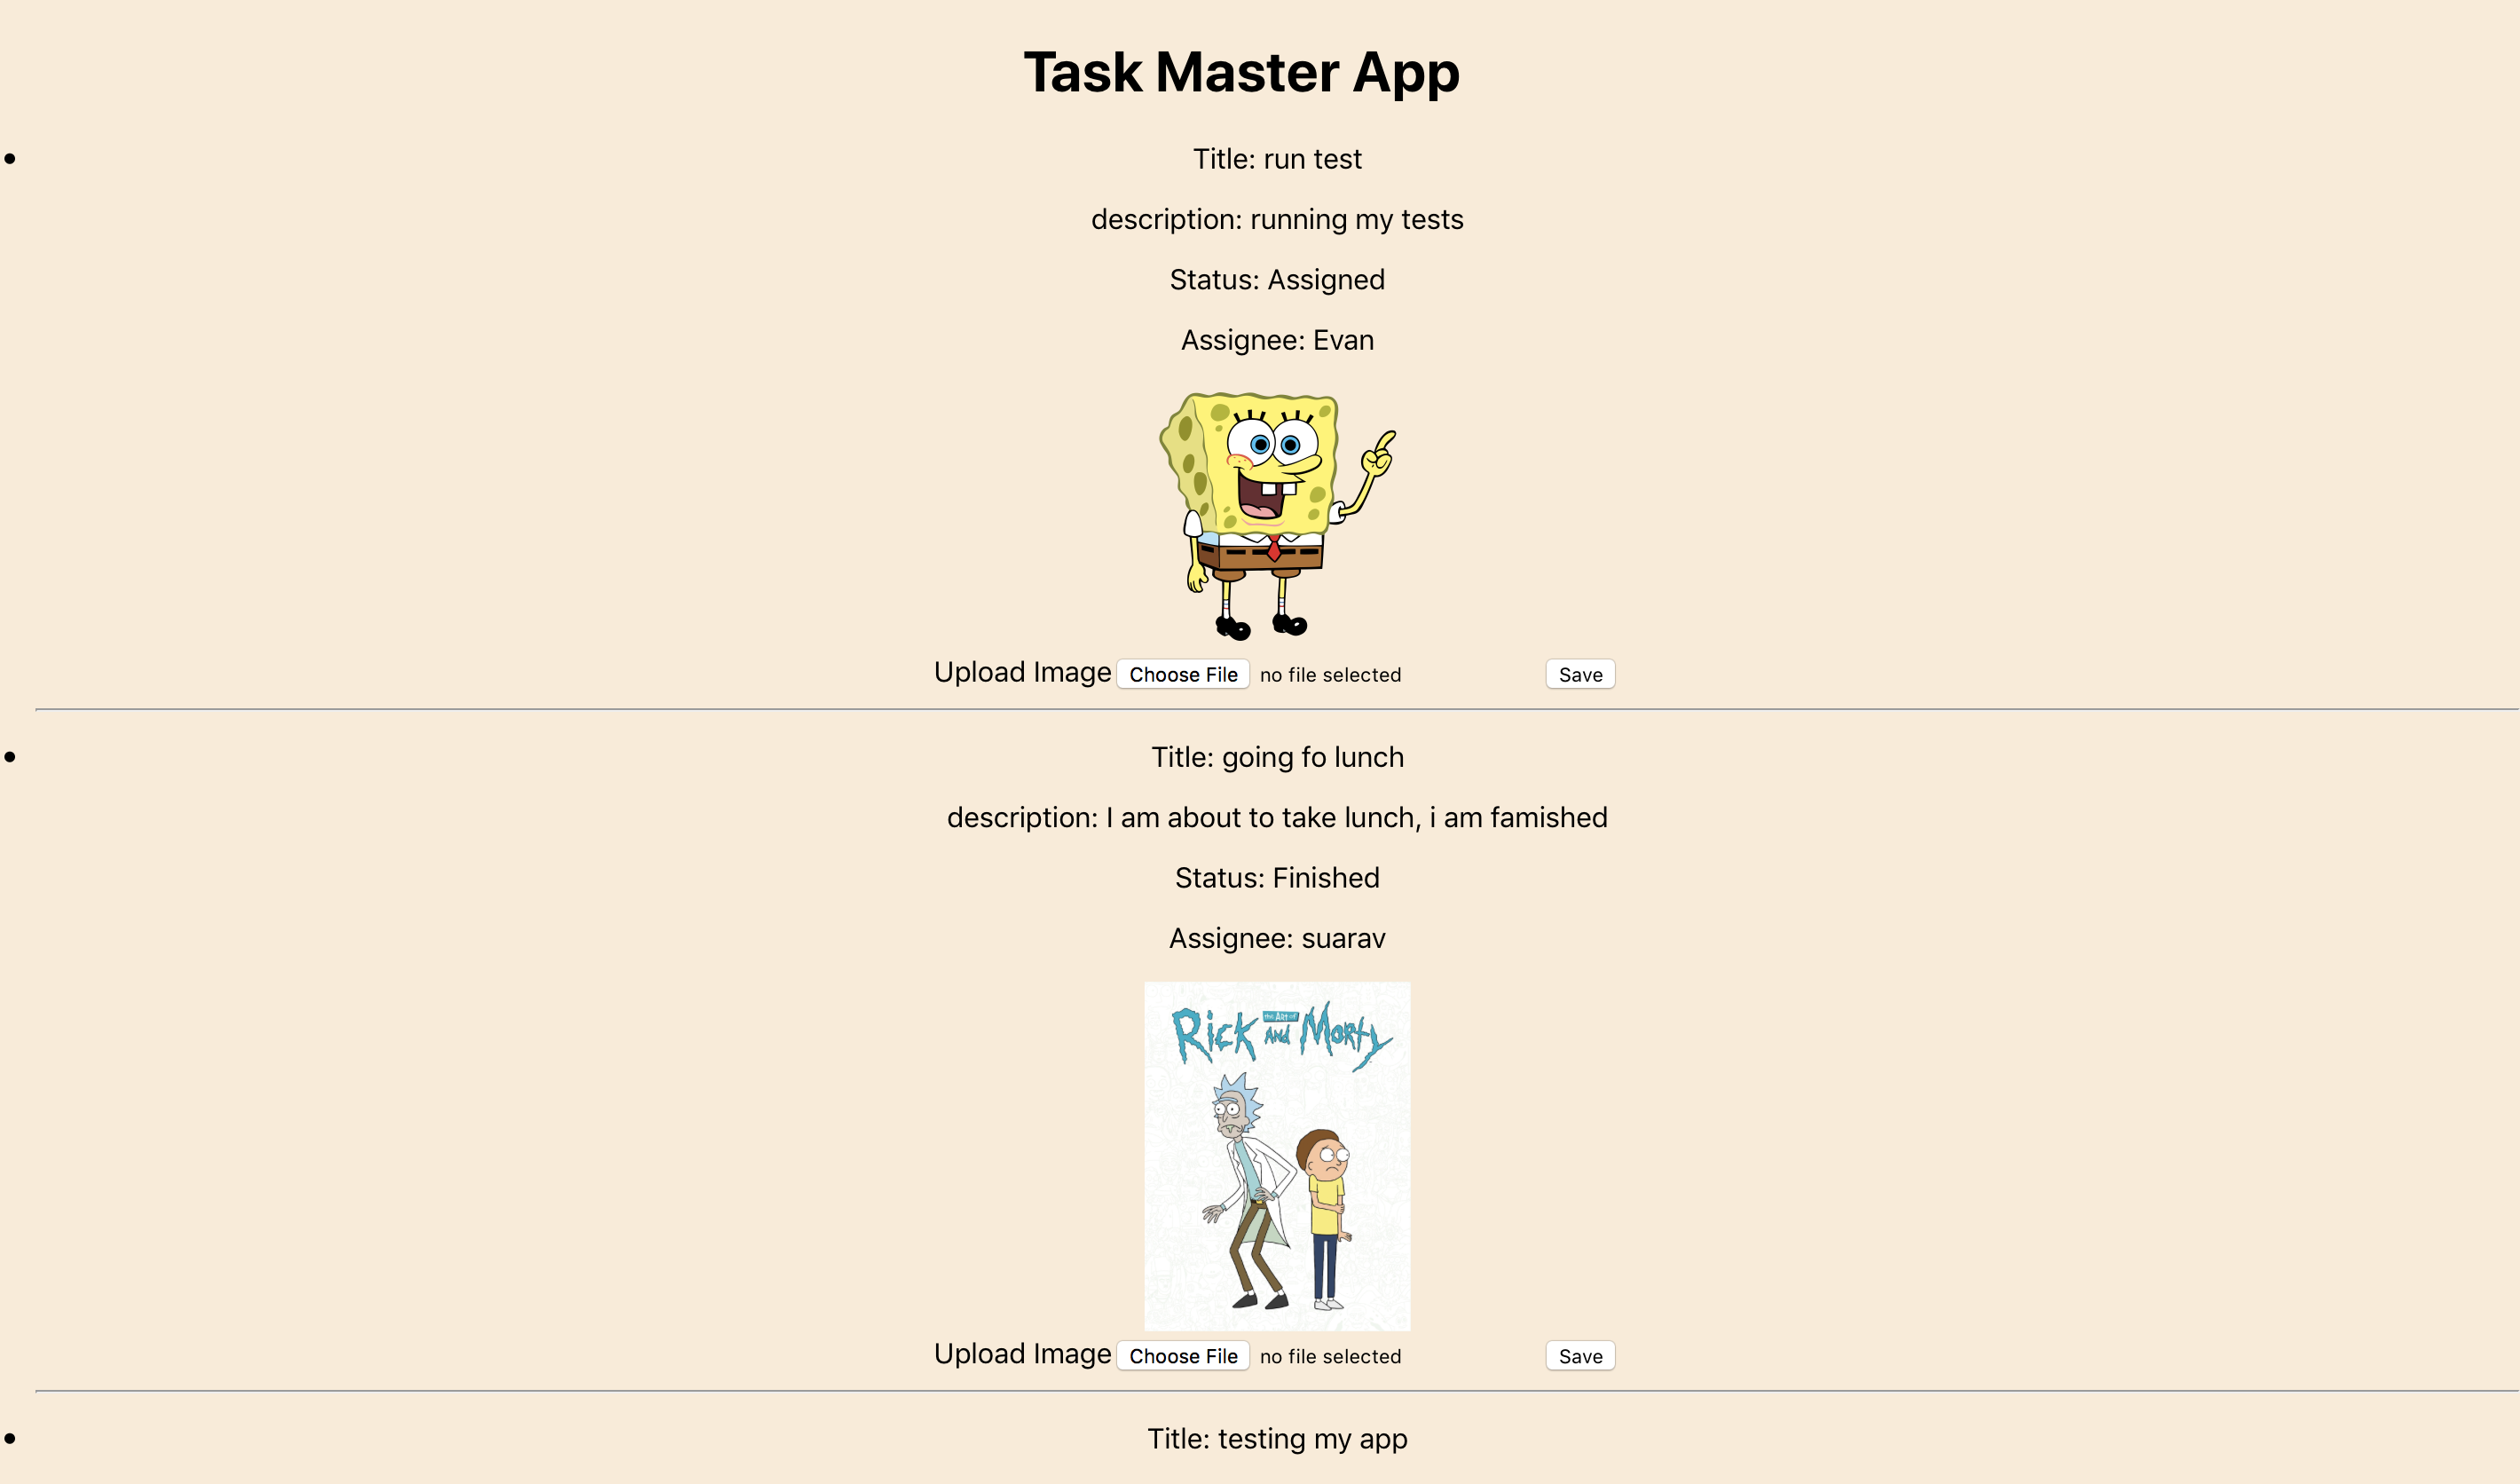 Task Master App
Title: run test
description: running my tests
Status: Assigned
Assignee: Evan
Upload Image Choose File no file selected Save
Title: going fo lunch
description: I am about to take lunch, i am famished
Status: Finished
Assignee: suarav
Rick the Art of and Morty
Upload Image Choose File no file selected Save
Title: testing my app